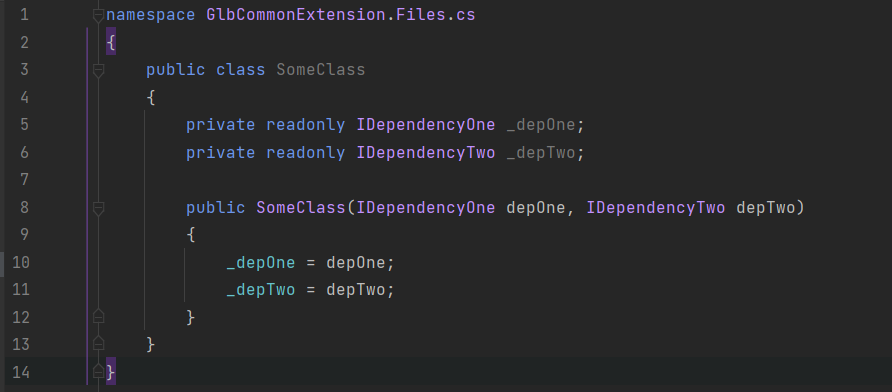 1 namespace GlbCommonExtension.Files.cs
2 {
3     public class SomeClass
4     {
5         private readonly IDependencyOne _depOne;
6         private readonly IDependencyTwo _depTwo;
7
8         public SomeClass(IDependencyOne depOne, IDependencyTwo depTwo)
9         {
10             _depOne = depOne;
11             _depTwo = depTwo;
12         }
13     }
14 }